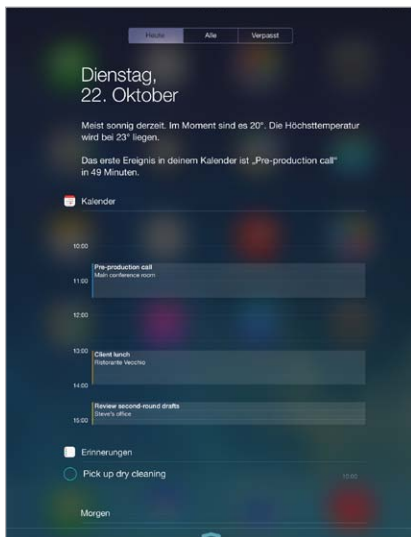 Heute Alle Verpasst
Dienstag,
22. Oktober
Meist sonnig derzeit. Im Moment sind es 20°. Die Höchsttemperatur
wird bei 23° liegen.
Das erste Ereignis in deinem Kalender ist „Pre-production call“
in 49 Minuten.
Kalender
10:00
Pre-production call
Main conference room
11:00
12:00
13:00
Client lunch
Ristorante Vecchio
14:00
Review second-round drafts
Steve's office
15:00
Erinnerungen
Pick up dry cleaning
Morgen